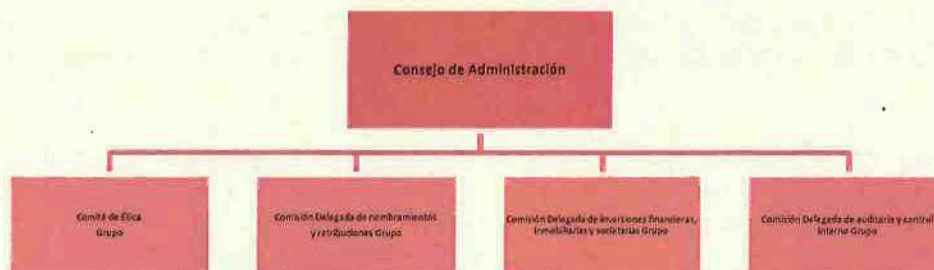 Consejo de Administración
Comité de Ética
Grupo
Comisión Delegada de nombramientos
y retribuciones Grupo
Comisión Delegada de inversiones financieras,
inmobiliarias y societarias Grupo
Comisión Delegada de auditoría y control
interno Grupo